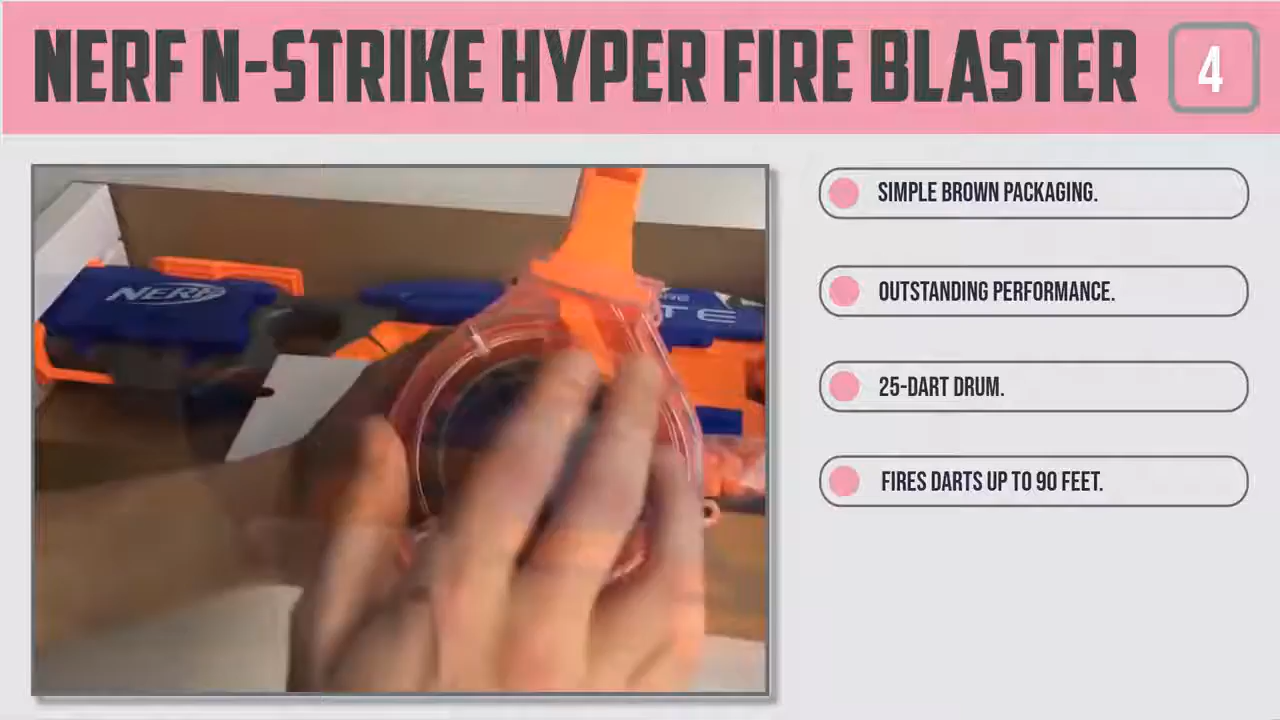 NERF N-STRIKE HYPER FIRE BLASTER
4
NERF
SIMPLE BROWN PACKAGING.
OUTSTANDING PERFORMANCE.
25-DART DRUM.
FIRES DARTS UP TO 90 FEET.